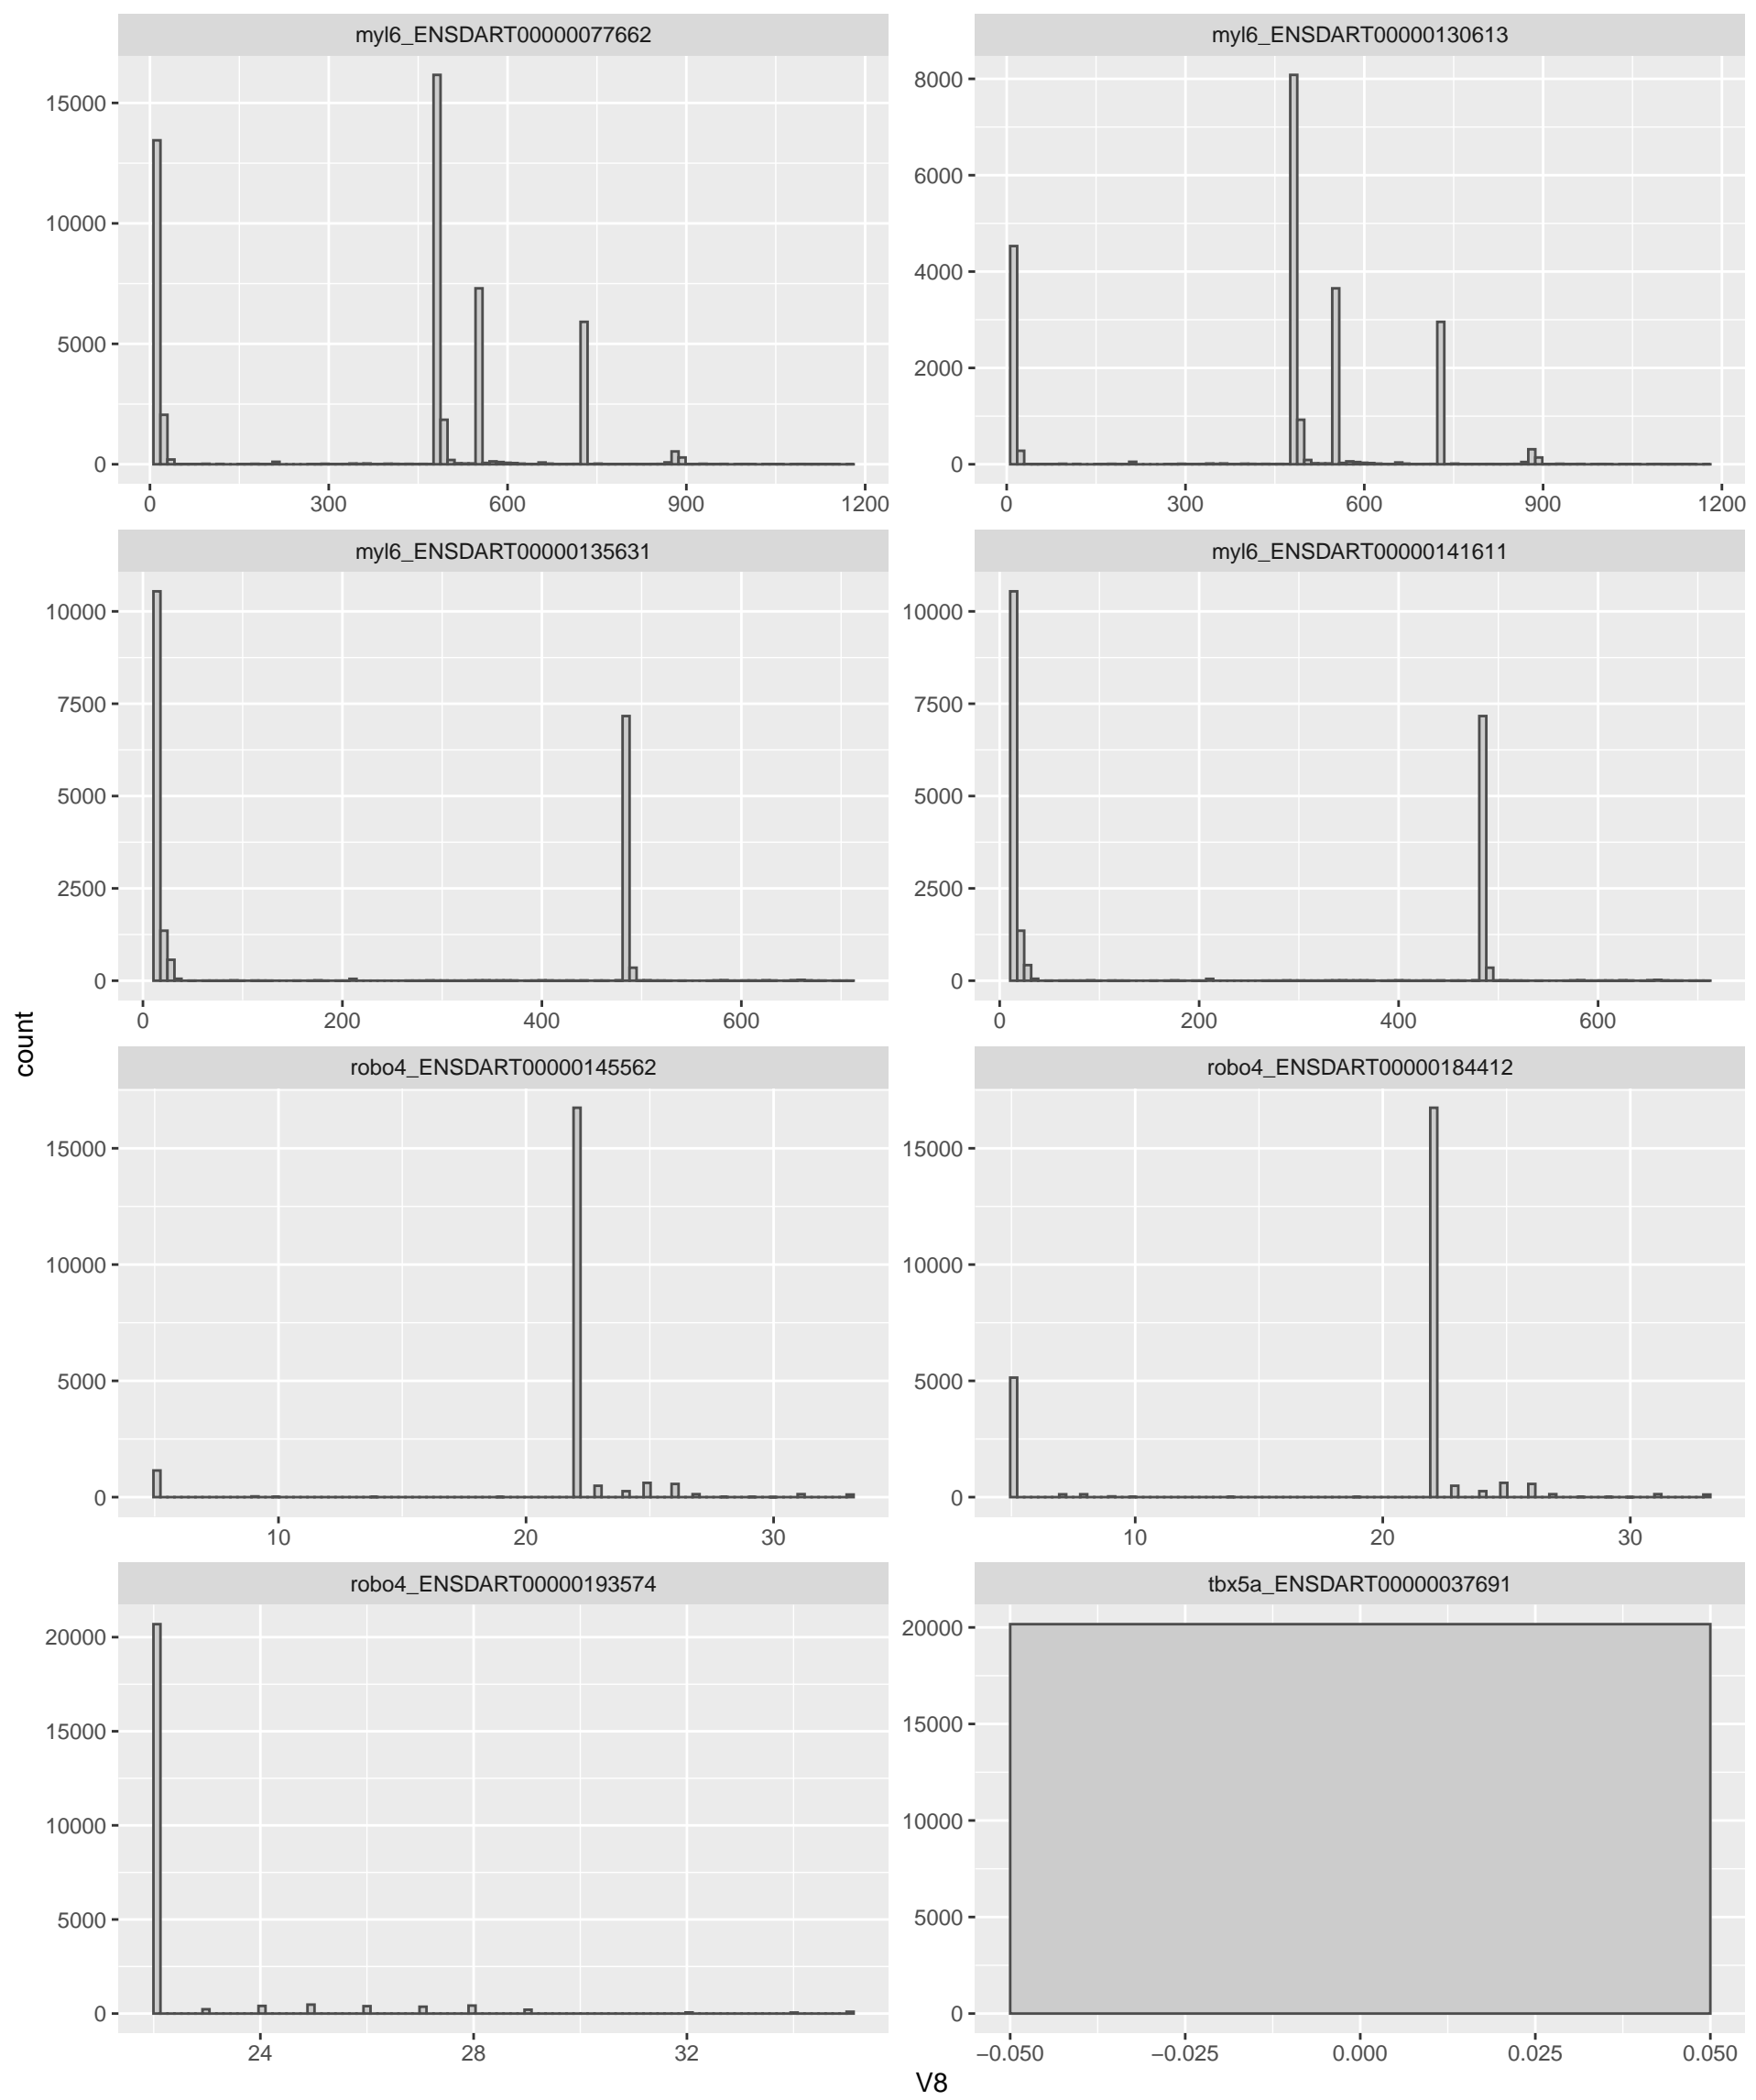 myl6_ENSDART00000077662
15000
10000
5000
0
0 300 600 900 1200
myl6_ENSDART00000130613
8000
6000
4000
2000
0
0 300 600 900 1200
myl6_ENSDART00000135631
10000
7500
5000
2500
0
0 200 400 600
myl6_ENSDART00000141611
10000
7500
5000
2500
0
0 200 400 600
robo4_ENSDART00000145562
15000
10000
5000
0
10 20 30
robo4_ENSDART00000184412
15000
10000
5000
0
10 20 30
robo4_ENSDART00000193574
20000
15000
10000
5000
0
24 28 32
tbx5a_ENSDART00000037691
20000
15000
10000
5000
0
−0.050 −0.025 0.000 0.025 0.050
count
V8